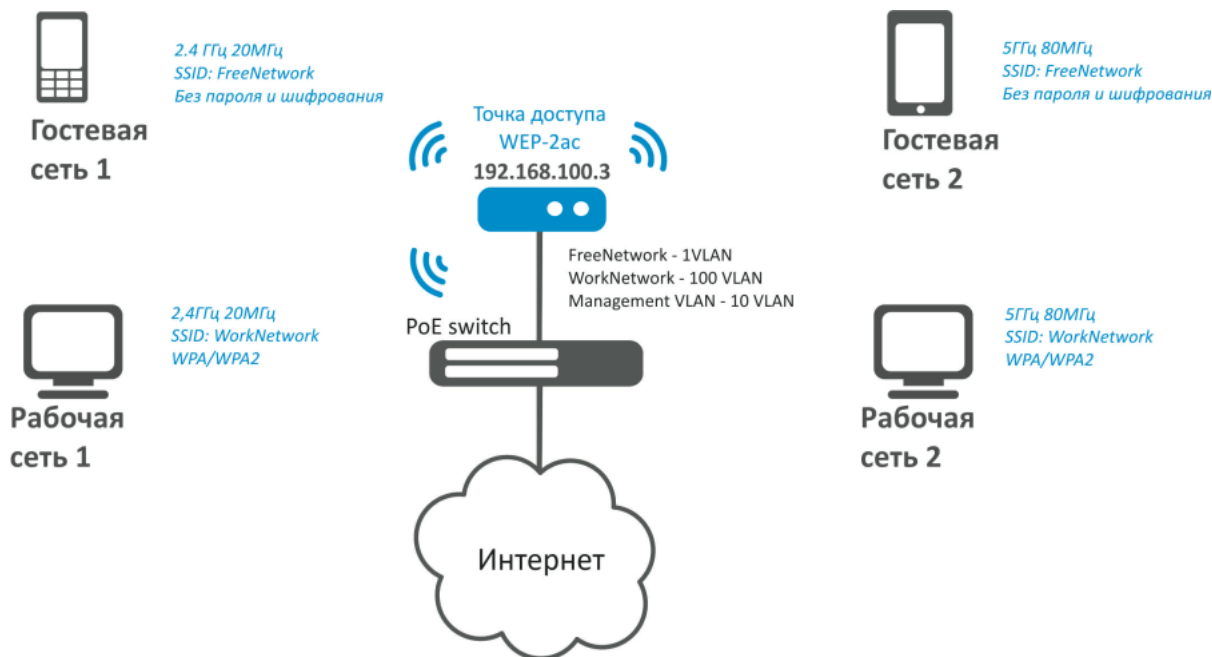 2.4 ГГц 20МГц
SSID: FreeNetwork
Без пароля и шифрования
Гостевая
сеть 1
Точка доступа
WEP-2ac
192.168.100.3
5ГГц 80МГц
SSID: FreeNetwork
Без пароля и шифрования
Гостевая
сеть 2
FreeNetwork - 1VLAN
WorkNetwork - 100 VLAN
Management VLAN - 10 VLAN
2,4ГГц 20МГц
SSID: WorkNetwork
WPA/WPA2
Рабочая
сеть 1
PoE switch
5ГГц 80МГц
SSID: WorkNetwork
WPA/WPA2
Рабочая
сеть 2
Интернет